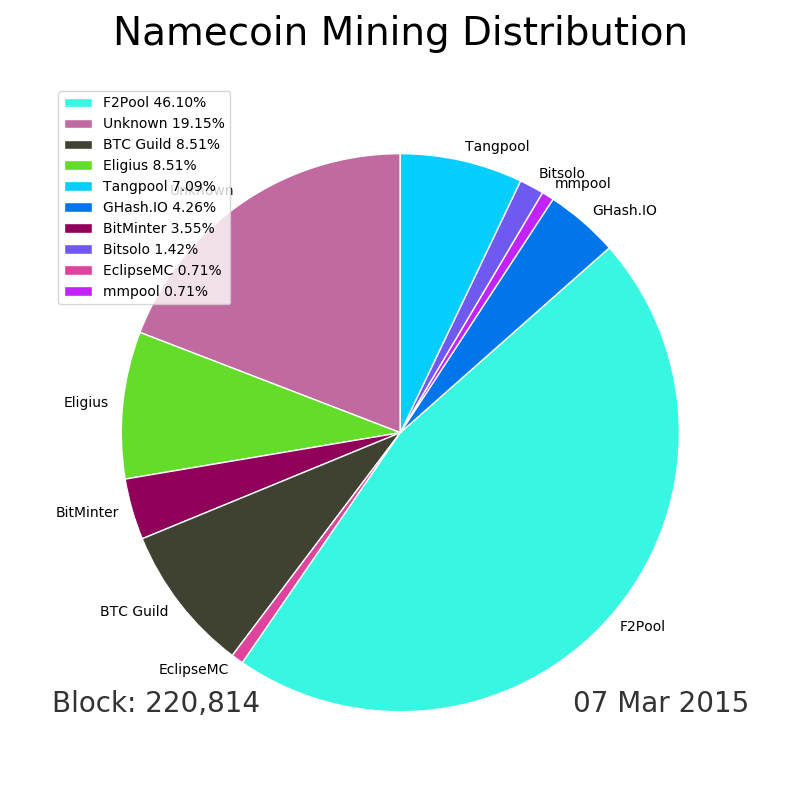 Namecoin Mining Distribution
F2Pool 46.10%
Unknown 19.15%
BTC Guild 8.51%
Eligius 8.51%
Tangpool 7.09%
GHash.IO 4.26%
BitMinter 3.55%
Bitsolo 1.42%
EclipseMC 0.71%
mmpool 0.71%
Tangpool
Bitsolo
mmpool
Unknown
GHash.IO
Eligius
BitMinter
BTC Guild
F2Pool
EclipseMC
Block: 220,814
07 Mar 2015